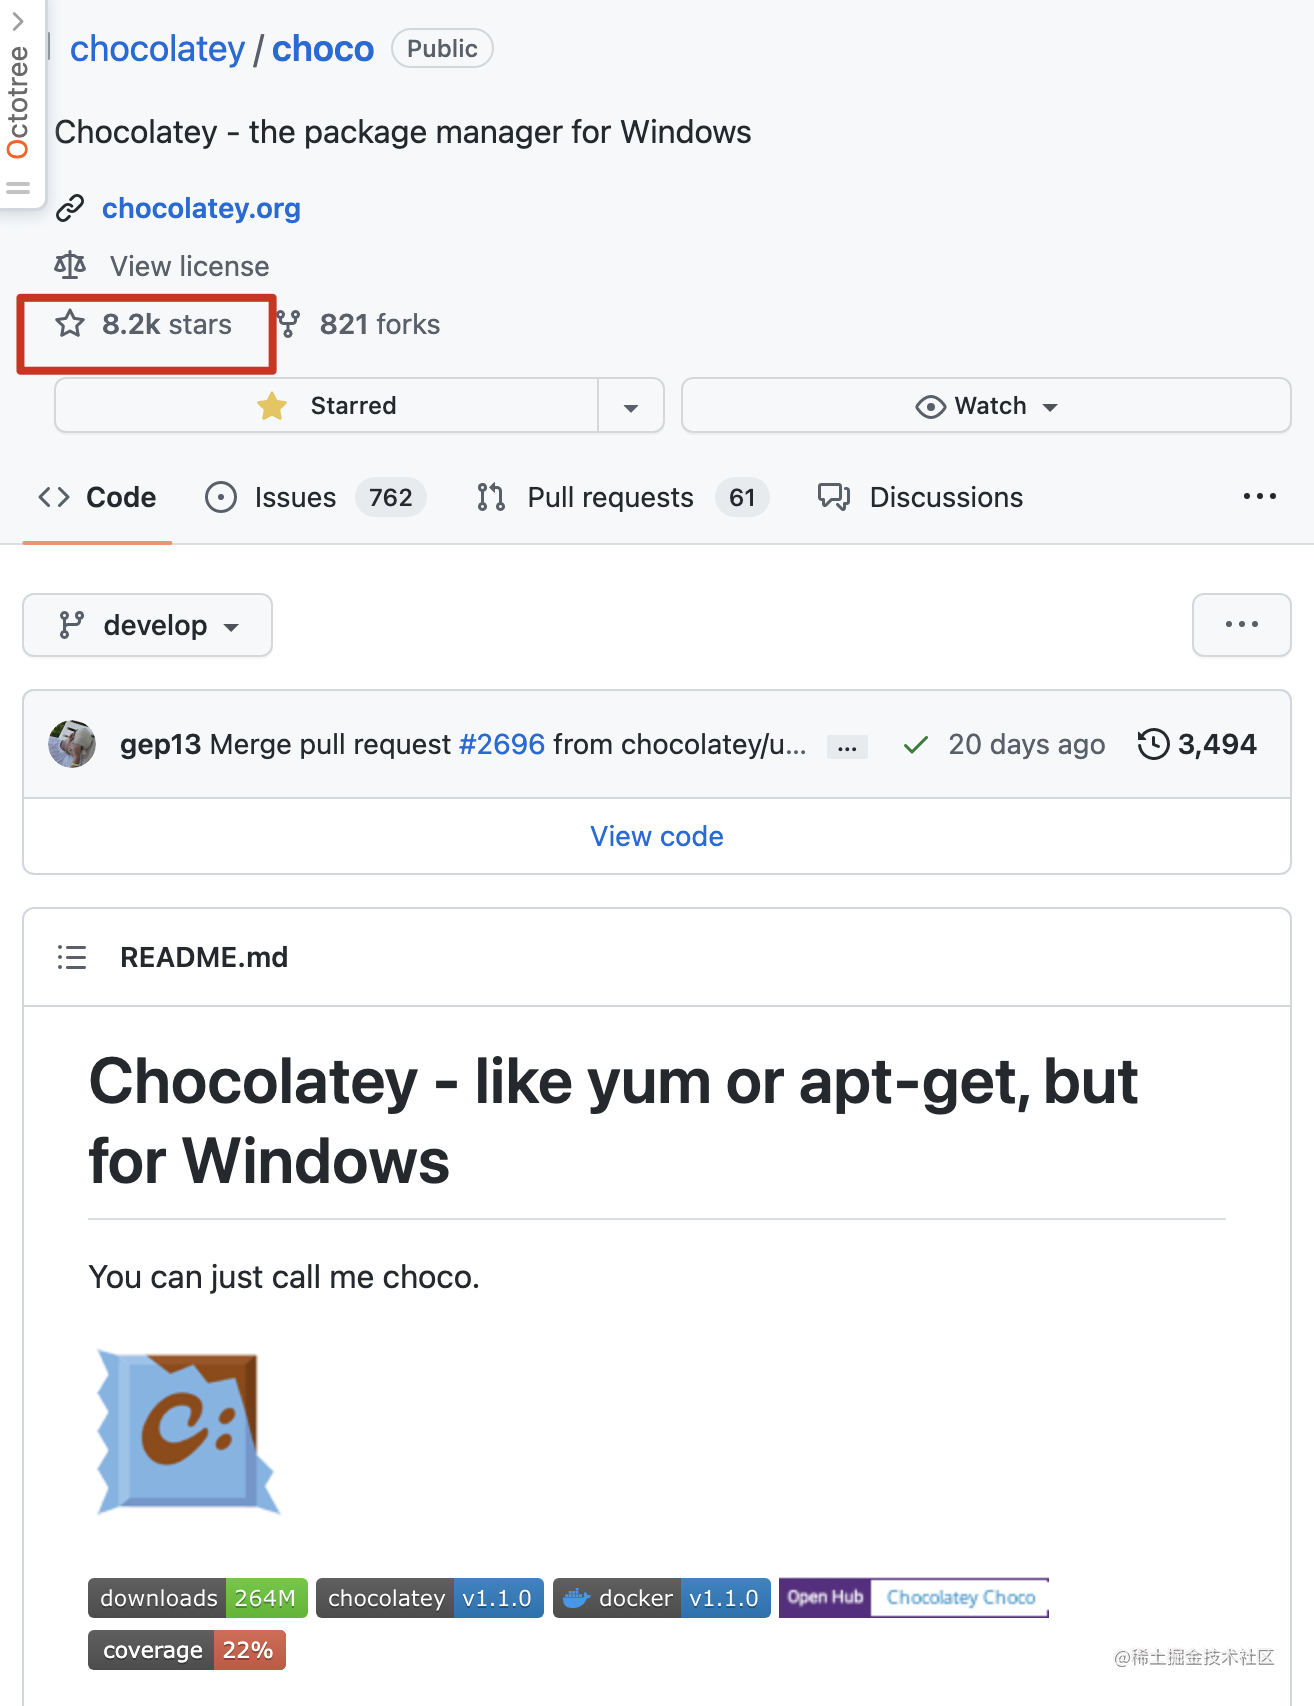 Octotree
chocolatey / choco Public
Chocolatey - the package manager for Windows
chocolatey.org
View license
8.2k stars 821 forks
Starred Watch
Code Issues 762 Pull requests 61 Discussions ...
develop ...
gep13 Merge pull request #2696 from chocolatey/u... ... 20 days ago 3,494
View code
README.md
Chocolatey - like yum or apt-get, but
for Windows
You can just call me choco.
C:
downloads 264M chocolatey v1.1.0 docker v1.1.0 Open Hub Chocolatey Choco
coverage 22%
@稀土掘金技术社区